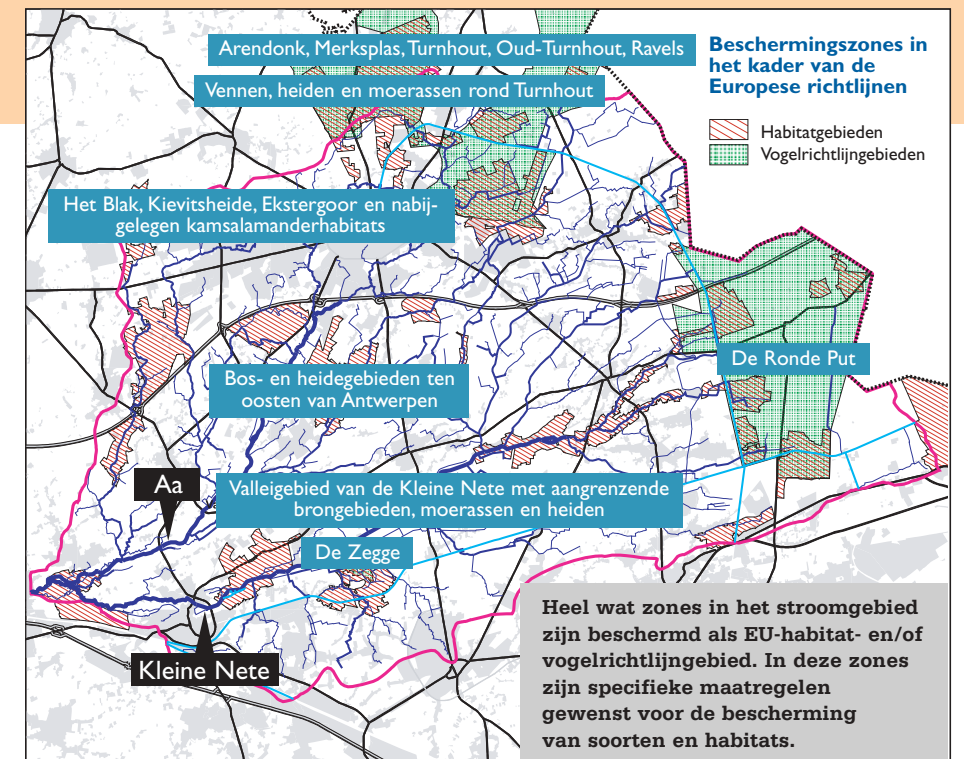 Arendonk, Merksplas, Turnhout, Oud-Turnhout, Ravels
Vennen, heiden en moerassen rond Turnhout
Beschermingszones in
het kader van de
Europese richtlijnen
Habitatgebieden
Vogelrichtlijngebieden
Het Blak, Kievitsheide, Ekstergoor en nabij-
gelegen kamsalamanderhabitats
De Ronde Put
Bos- en heidegebieden ten
oosten van Antwerpen
Aa
Valleigebied van de Kleine Nete met aangrenzende
brongebieden, moerassen en heiden
De Zegge
Kleine Nete
Heel wat zones in het stroomgebied
zijn beschermd als EU-habitat- en/of
vogelrichtlijngebied. In deze zones
zijn specifieke maatregelen
gewenst voor de bescherming
van soorten en habitats.